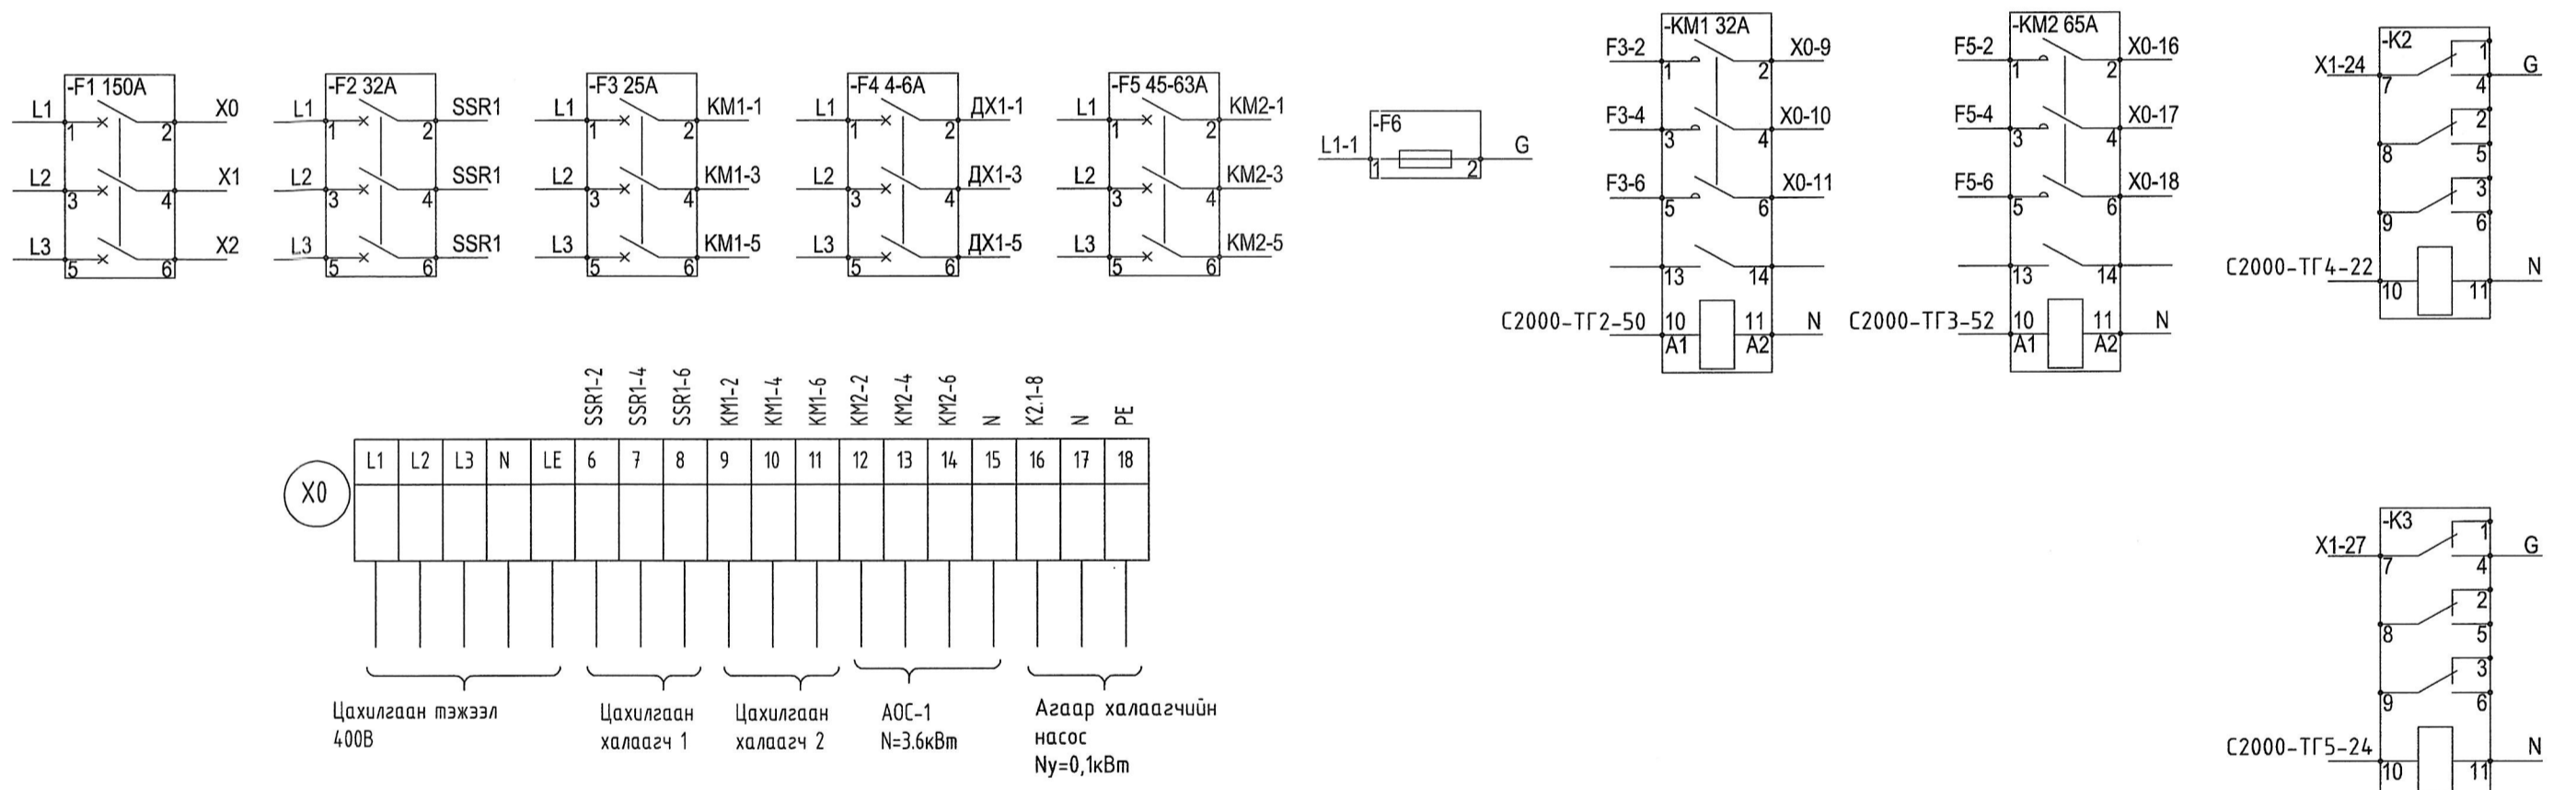 -F1 150A
L1 1 2 X0
L2 3 4 X1
L3 5 6 X2
-F2 32A
L1 1 2 SSR1
L2 3 4 SSR1
L3 5 6 SSR1
-F3 25A
L1 1 2 KM1-1
L2 3 4 KM1-3
L3 5 6 KM1-5
-F4 4-6A
L1 1 2 ДХ1-1
L2 3 4 ДХ1-3
L3 5 6 ДХ1-5
-F5 45-63A
L1 1 2 KM2-1
L2 3 4 KM2-3
L3 5 6 KM2-5
-F6
L1-1 1 2 G
-KM1 32A
F3-2 1 2 X0-9
F3-4 3 4 X0-10
F3-6 5 6 X0-11
13 14
С2000-ТГ2-50 10 11 N
A1 A2
-KM2 65A
F5-2 1 2 X0-16
F5-4 3 4 X0-17
F5-6 5 6 X0-18
13 14
С2000-ТГ3-52 10 11 N
A1 A2
-K2
1
X1-24 7 4 G
2
8 5
3
9 6
С2000-ТГ4-22 10 11 N
SSR1-2 SSR1-4 SSR1-6 KM1-2 KM1-4 KM1-6 KM2-2 KM2-4 KM2-6 N K2.1-8 N PE
X0 L1 L2 L3 N LE 6 7 8 9 10 11 12 13 14 15 16 17 18
Цахилгаан тэжээл
400В
Цахилгаан
халаагч 1
Цахилгаан
халаагч 2
АОС-1
N=3.6кВт
Агаар халаагчийн
насос
Ny=0,1кВт
-K3
1
X1-27 7 4 G
2
8 5
3
9 6
С2000-ТГ5-24 10 11 N